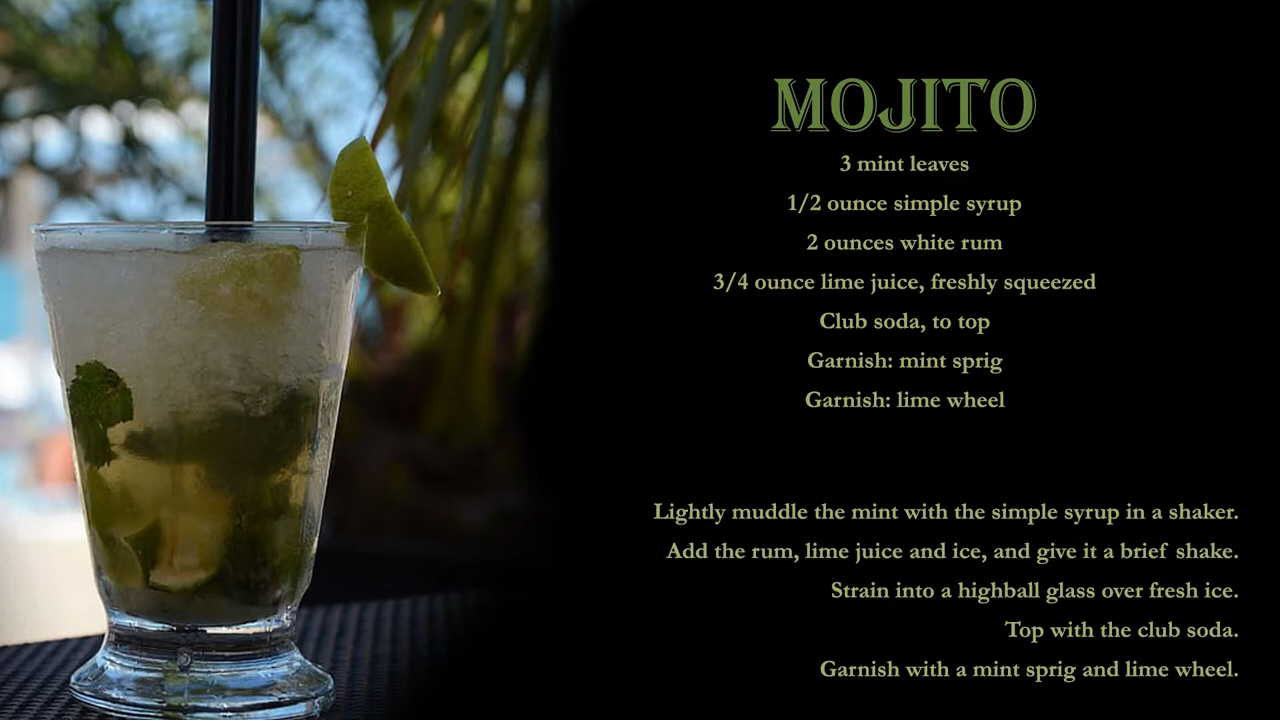 MOJITO
3 mint leaves
1/2 ounce simple syrup
2 ounces white rum
3/4 ounce lime juice, freshly squeezed
Club soda, to top
Garnish: mint sprig
Garnish: lime wheel
Lightly muddle the mint with the simple syrup in a shaker.
Add the rum, lime juice and ice, and give it a brief shake.
Strain into a highball glass over fresh ice.
Top with the club soda.
Garnish with a mint sprig and lime wheel.